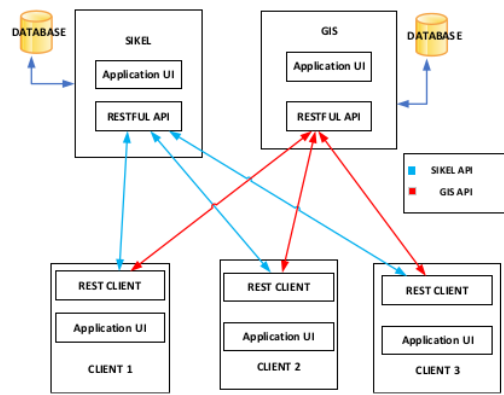 DATABASE
SIKEL
Application UI
RESTFUL API
GIS
Application UI
RESTFUL API
DATABASE
SIKEL API
GIS API
REST CLIENT
Application UI
CLIENT 1
REST CLIENT
Application UI
CLIENT 2
REST CLIENT
Application UI
CLIENT 3